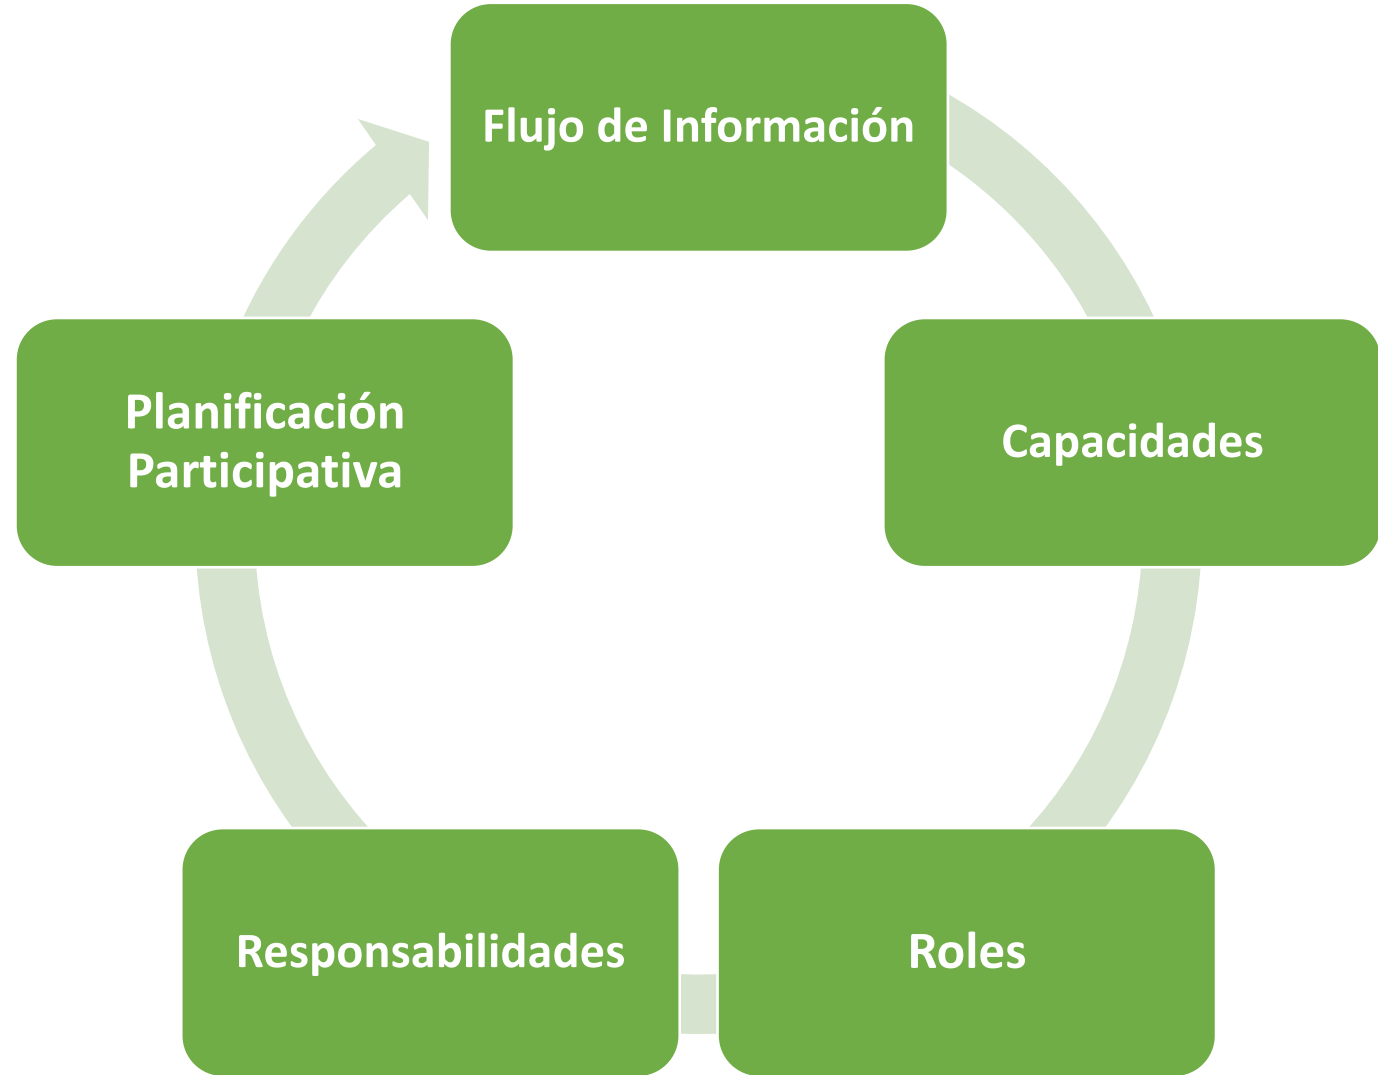 Flujo de Información
Capacidades
Roles
Responsabilidades
Planificación
Participativa